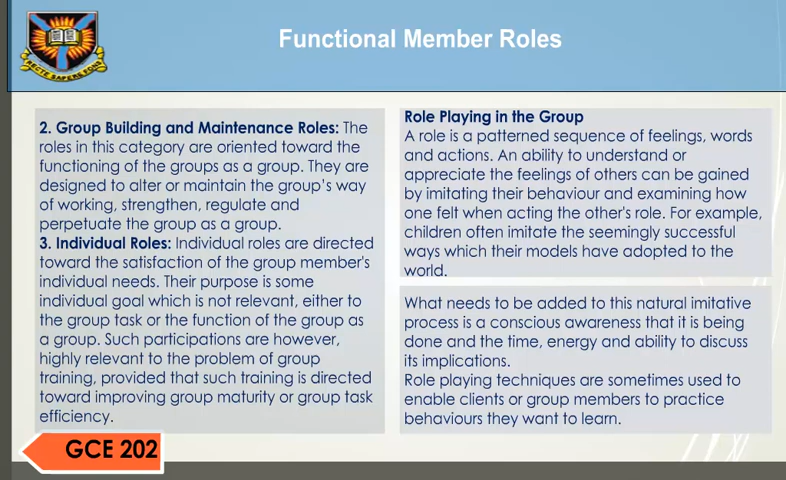 Functional Member Roles
RECTE SAPERE FONS
2. Group Building and Maintenance Roles: The
roles in this category are oriented toward the
functioning of the groups as a group. They are
designed to alter or maintain the group's way
of working, strengthen, regulate and
perpetuate the group as a group.
3. Individual Roles: Individual roles are directed
toward the satisfaction of the group member's
individual needs. Their purpose is some
individual goal which is not relevant, either to
the group task or the function of the group as
a group. Such participations are however,
highly relevant to the problem of group
training, provided that such training is directed
toward improving group maturity or group task
efficiency.
Role Playing in the Group
A role is a patterned sequence of feelings, words
and actions. An ability to understand or
appreciate the feelings of others can be gained
by imitating their behaviour and examining how
one felt when acting the other's role. For example,
children often imitate the seemingly successful
ways which their models have adopted to the
world.
What needs to be added to this natural imitative
process is a conscious awareness that it is being
done and the time, energy and ability to discuss
its implications.
Role playing techniques are sometimes used to
enable clients or group members to practice
behaviours they want to learn.
GCE 202